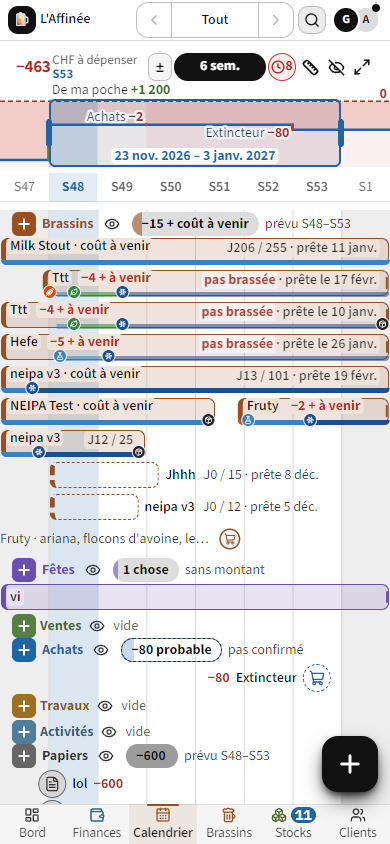 L'Affinée
Tout
G
A
−463 CHF à dépenser
S53
± 6 sem. 8
De ma poche +1 200
0
Achats −2
Extincteur −80
23 nov. 2026 – 3 janv. 2027
S47 S48 S49 S50 S51 S52 S53 S1
Brassins −15 + coût à venir prévu S48–S53
Milk Stout · coût à venir J206 / 255 · prête 11 janv.
Ttt −4 + à venir pas brassée · prête le 17 févr.
Ttt −4 + à venir pas brassée · prête le 10 janv.
Hefe −5 + à venir pas brassée · prête le 26 janv.
neipa v3 · coût à venir J13 / 101 · prête 19 févr.
NEIPA Test · coût à venir Fruty −2 + à venir
neipa v3 J12 / 25
Jhhh J0 / 15 · prête 8 déc.
neipa v3 J0 / 12 · prête 5 déc.
Fruty · ariana, flocons d'avoine, le...
Fêtes 1 chose sans montant
vi
Ventes vide
Achats −80 probable pas confirmé
−80 Extincteur
Travaux vide
Activités vide
Papiers −600 prévu S48–S53
lol −600
Bord Finances Calendrier Brassins Stocks 11 Clients